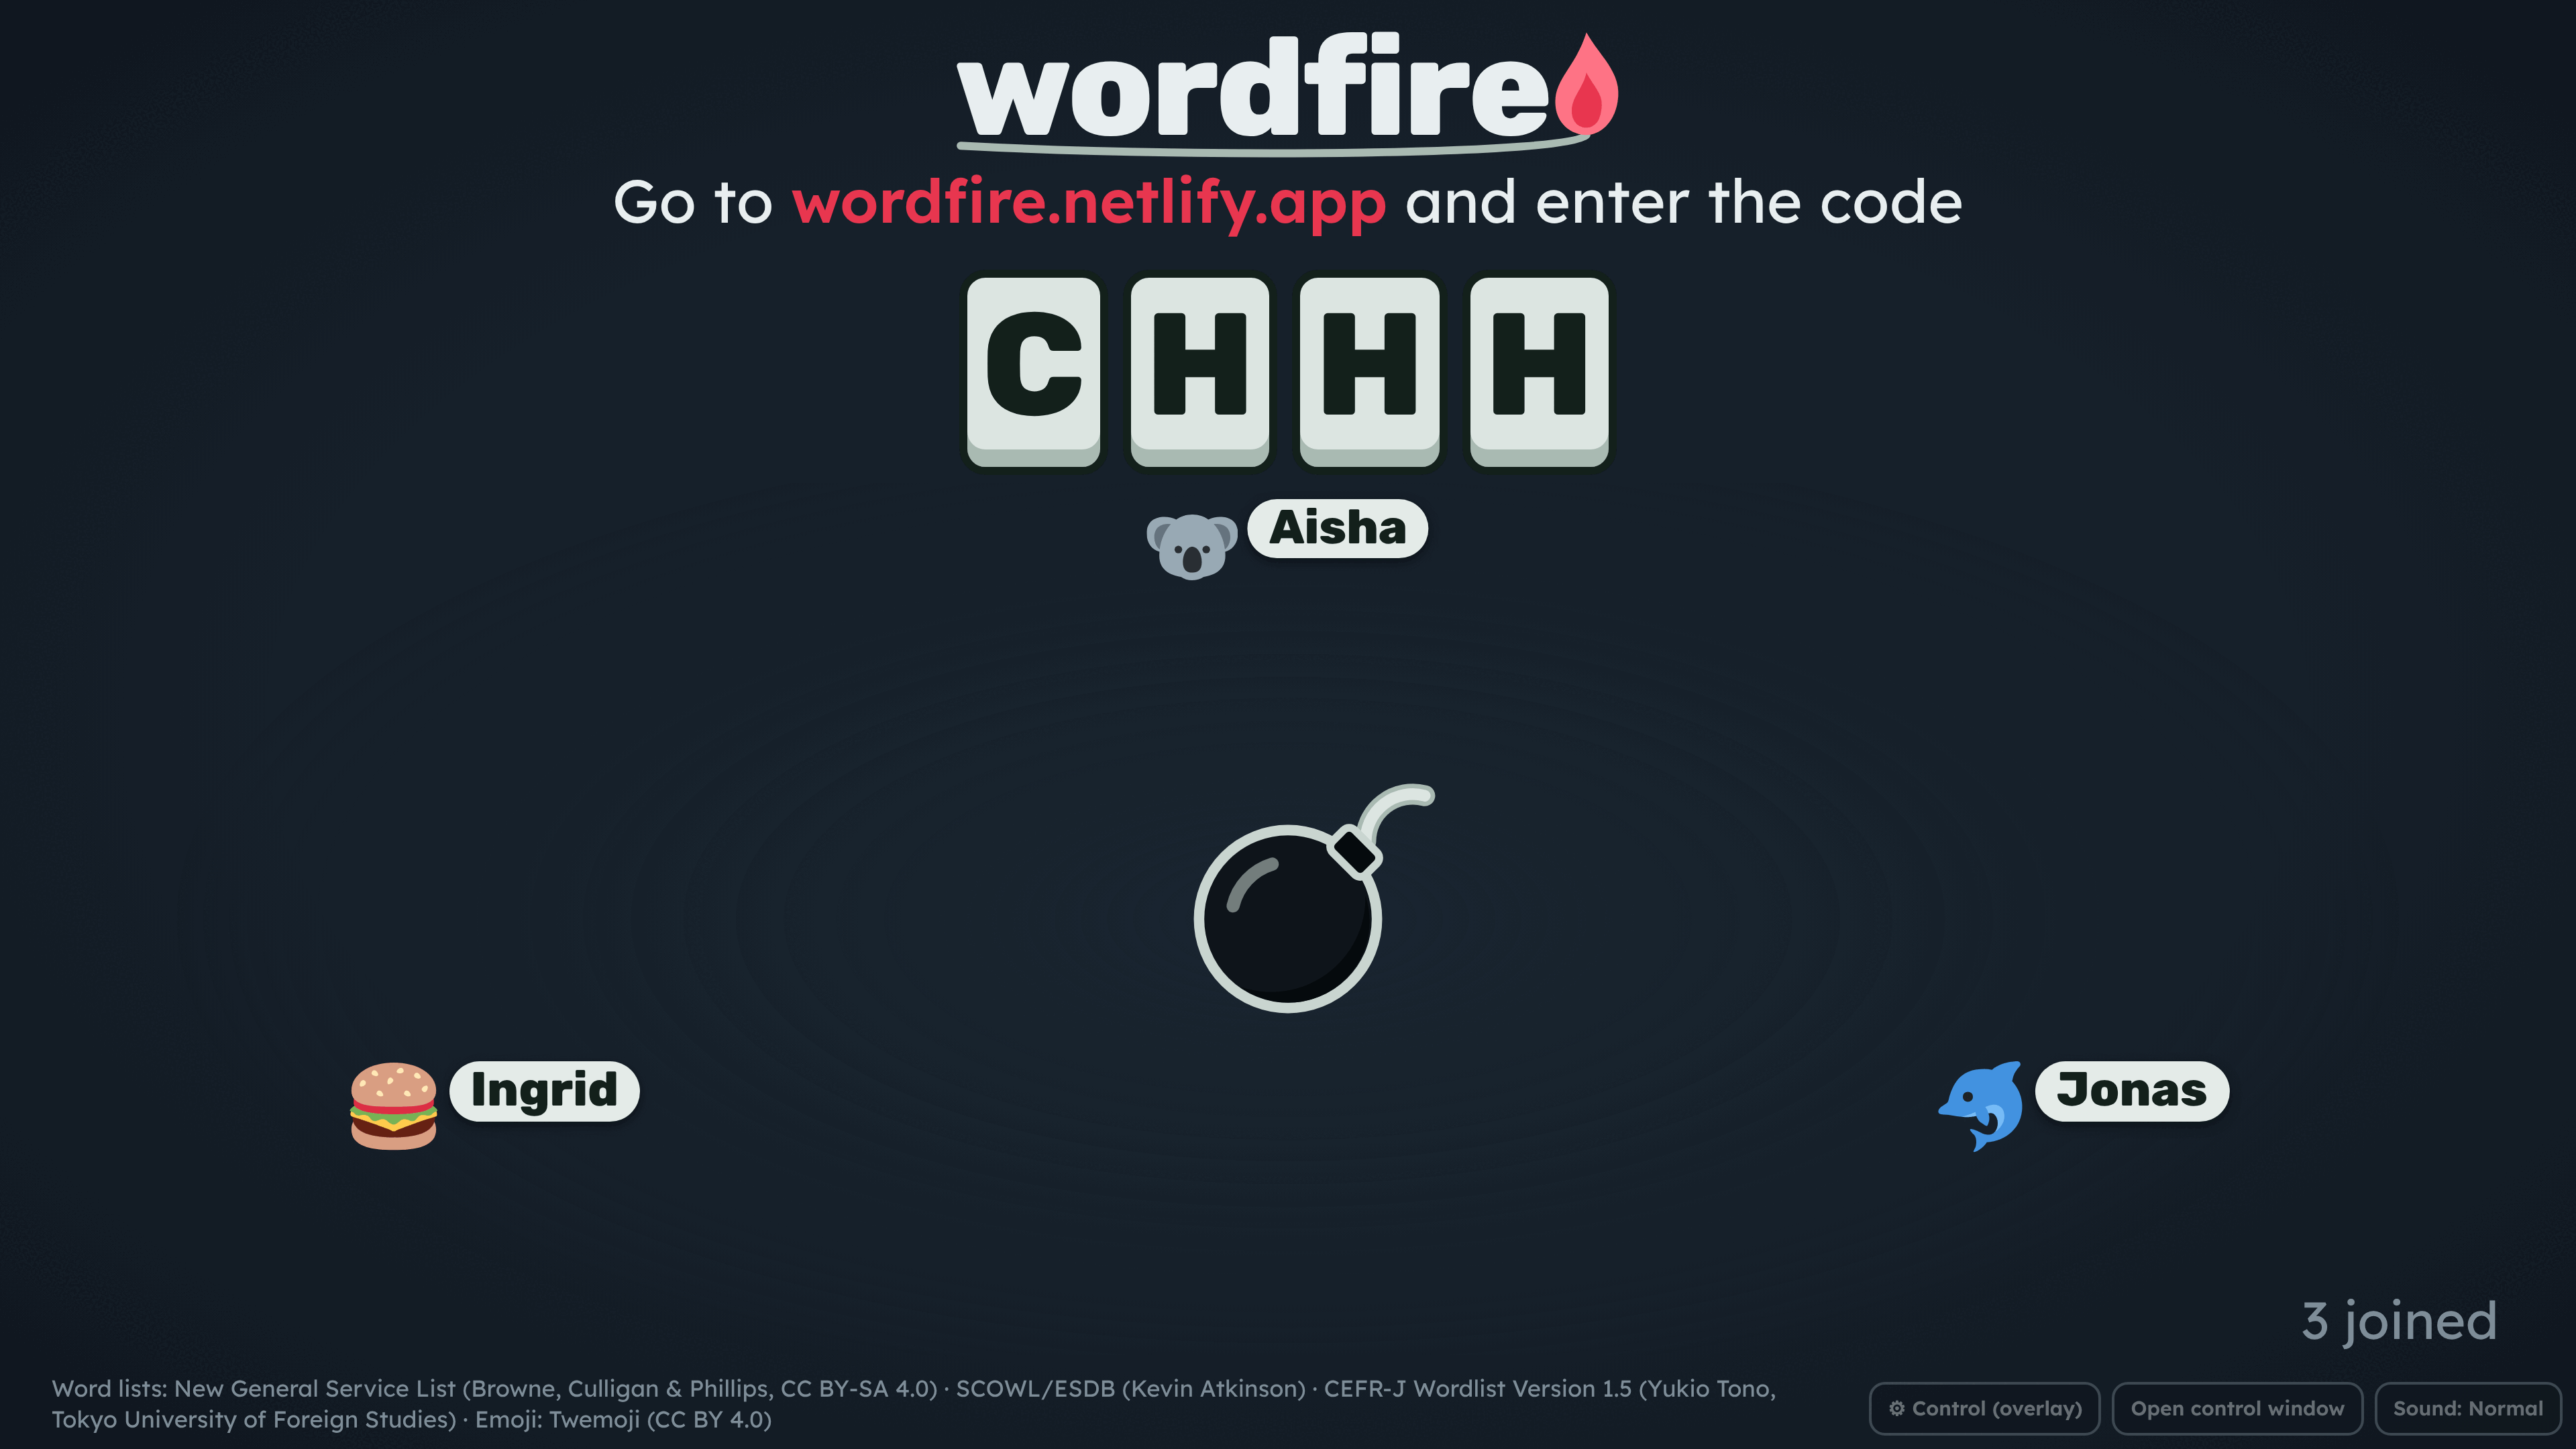 wordfire
Go to wordfire.netlify.app and enter the code
C H H H
Aisha
Ingrid
Jonas
3 joined
Word lists: New General Service List (Browne, Culligan & Phillips, CC BY-SA 4.0) · SCOWL/ESDB (Kevin Atkinson) · CEFR-J Wordlist Version 1.5 (Yukio Tono,
Tokyo University of Foreign Studies) · Emoji: Twemoji (CC BY 4.0)
⚙ Control (overlay)
Open control window
Sound: Normal